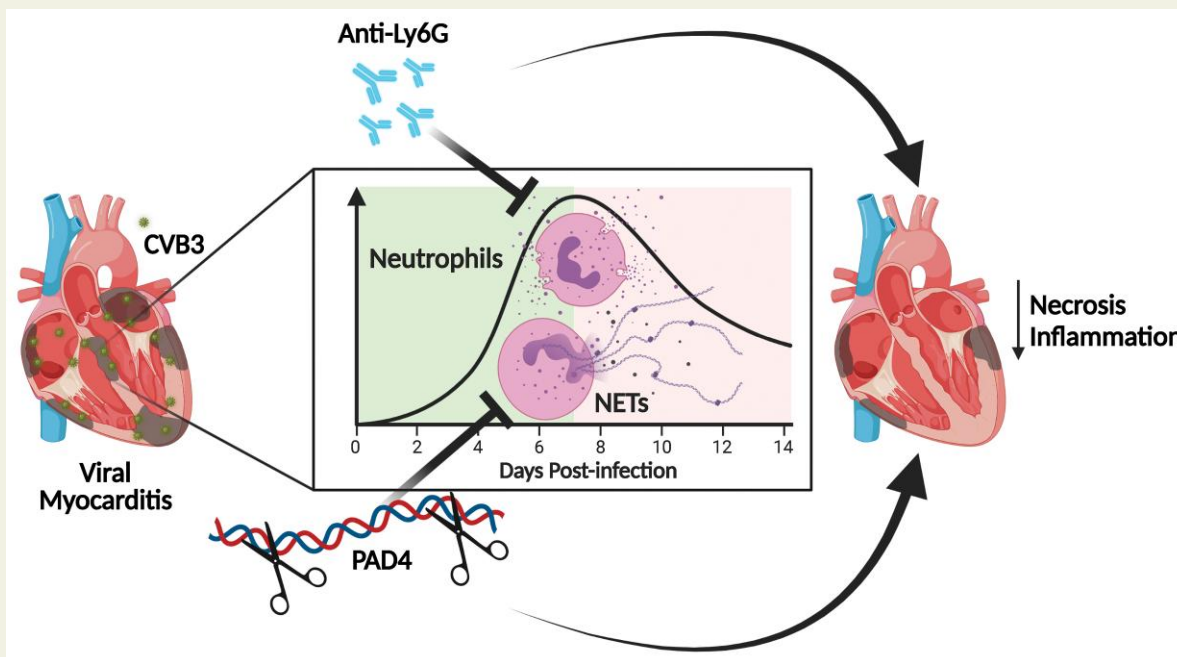 Anti-Ly6G
CVB3
Neutrophils
NETs
0 2 4 6 8 10 12 14
Days Post-infection
Viral
Myocarditis
PAD4
Necrosis
Inflammation